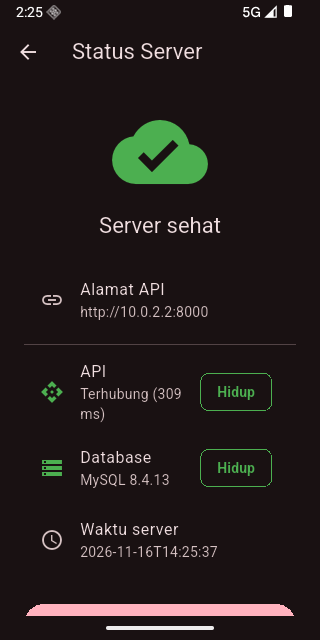 2:25
5G
Status Server
Server sehat
Alamat API
http://10.0.2.2:8000
API
Terhubung (309
ms)
Hidup
Database
MySQL 8.4.13
Hidup
Waktu server
2026-11-16T14:25:37